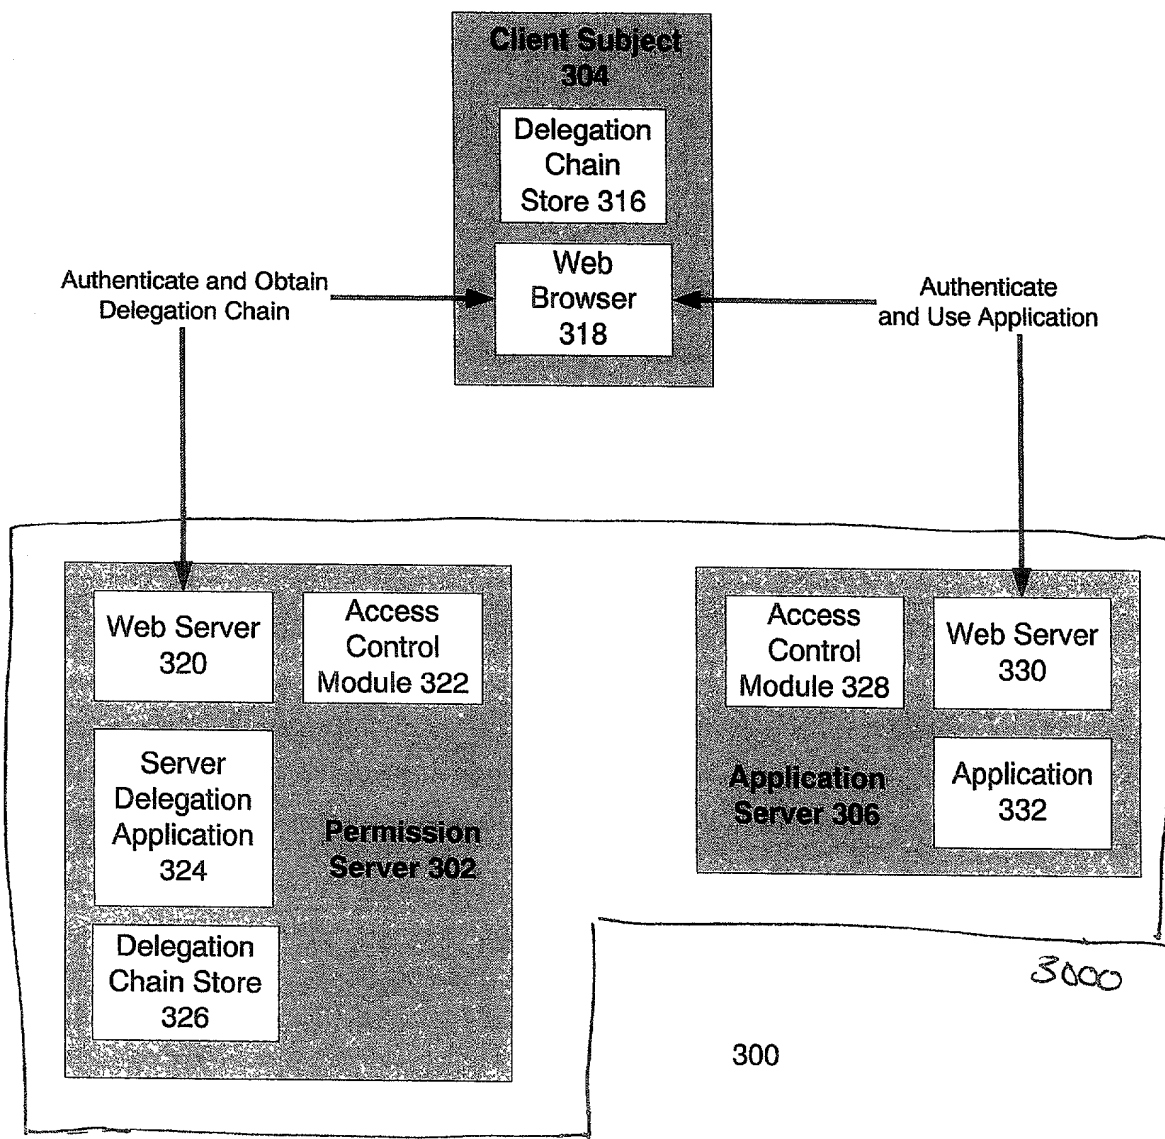 Client Subject
304
Delegation
Chain
Store 316
Web
Browser
318
Authenticate and Obtain
Delegation Chain
Authenticate
and Use Application
Web Server
320
Access
Control
Module 322
Server
Delegation
Application
324
Permission
Server 302
Delegation
Chain Store
326
Access
Control
Module 328
Web Server
330
Application
Server 306
Application
332
3000
300